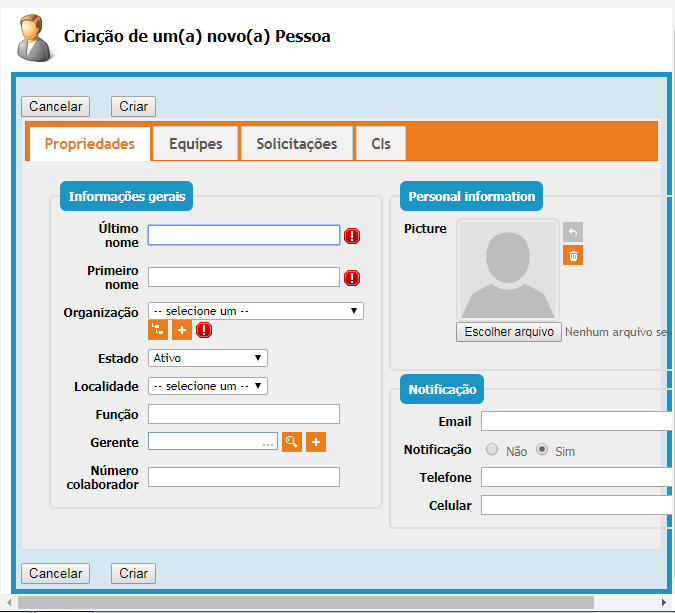 Criação de um(a) novo(a) Pessoa
Cancelar Criar
Propriedades Equipes Solicitações CIs
Informações gerais
Último
nome
Primeiro
nome
Organização -- selecione um --
Estado Ativo
Localidade -- selecione um --
Função
Gerente ...
Número
colaborador
Personal information
Picture
Escolher arquivo Nenhum arquivo sel
Notificação
Email
Notificação Não Sim
Telefone
Celular
Cancelar Criar